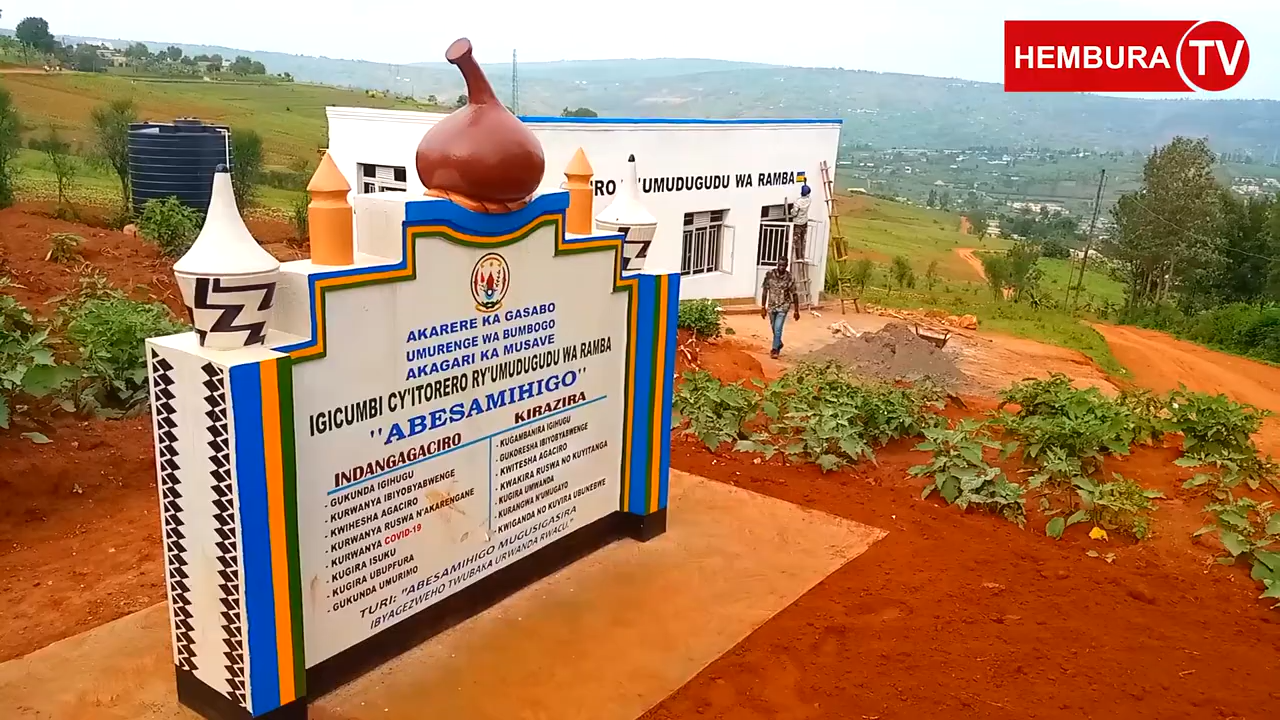 HEMBURA TV
RO RY'UMUDUGUDU WA RAMBA
AKARERE KA GASABO
UMURENGE WA BUMBOGO
AKAGARI KA MUSAVE
IGICUMBI CY'ITORERO RY'UMUDUGUDU WA RAMBA
"ABESAMIHIGO"
INDANGAGACIRO
- GUKUNDA IGIHUGU
- KURWANYA IBIYOBYABWENGE
- KWIHESHA AGACIRO
- KURWANYA RUSWA N'AKARENGANE
- KURWANYA COVID-19
- KUGIRA ISUKU
- KUGIRA UBUPFURA
- GUKUNDA UMURIMO
KIRAZIRA
- KUGAMBANIRA IGIHUGU
- GUKORESHA IBIYOBYABWENGE
- KWITESHA AGACIRO
- KWAKIRA RUSWA NO KUYITANGA
- KUGIRA UMWANDA
- KURANGWA N'UMUGAYO
- KWIGANDA NO KUVIRA UBUNEBWE
TURI: "ABESAMIHIGO MUGUSIGASIRA
IBYAGEZWEHO TWUBAKA URWANDA RWACU."